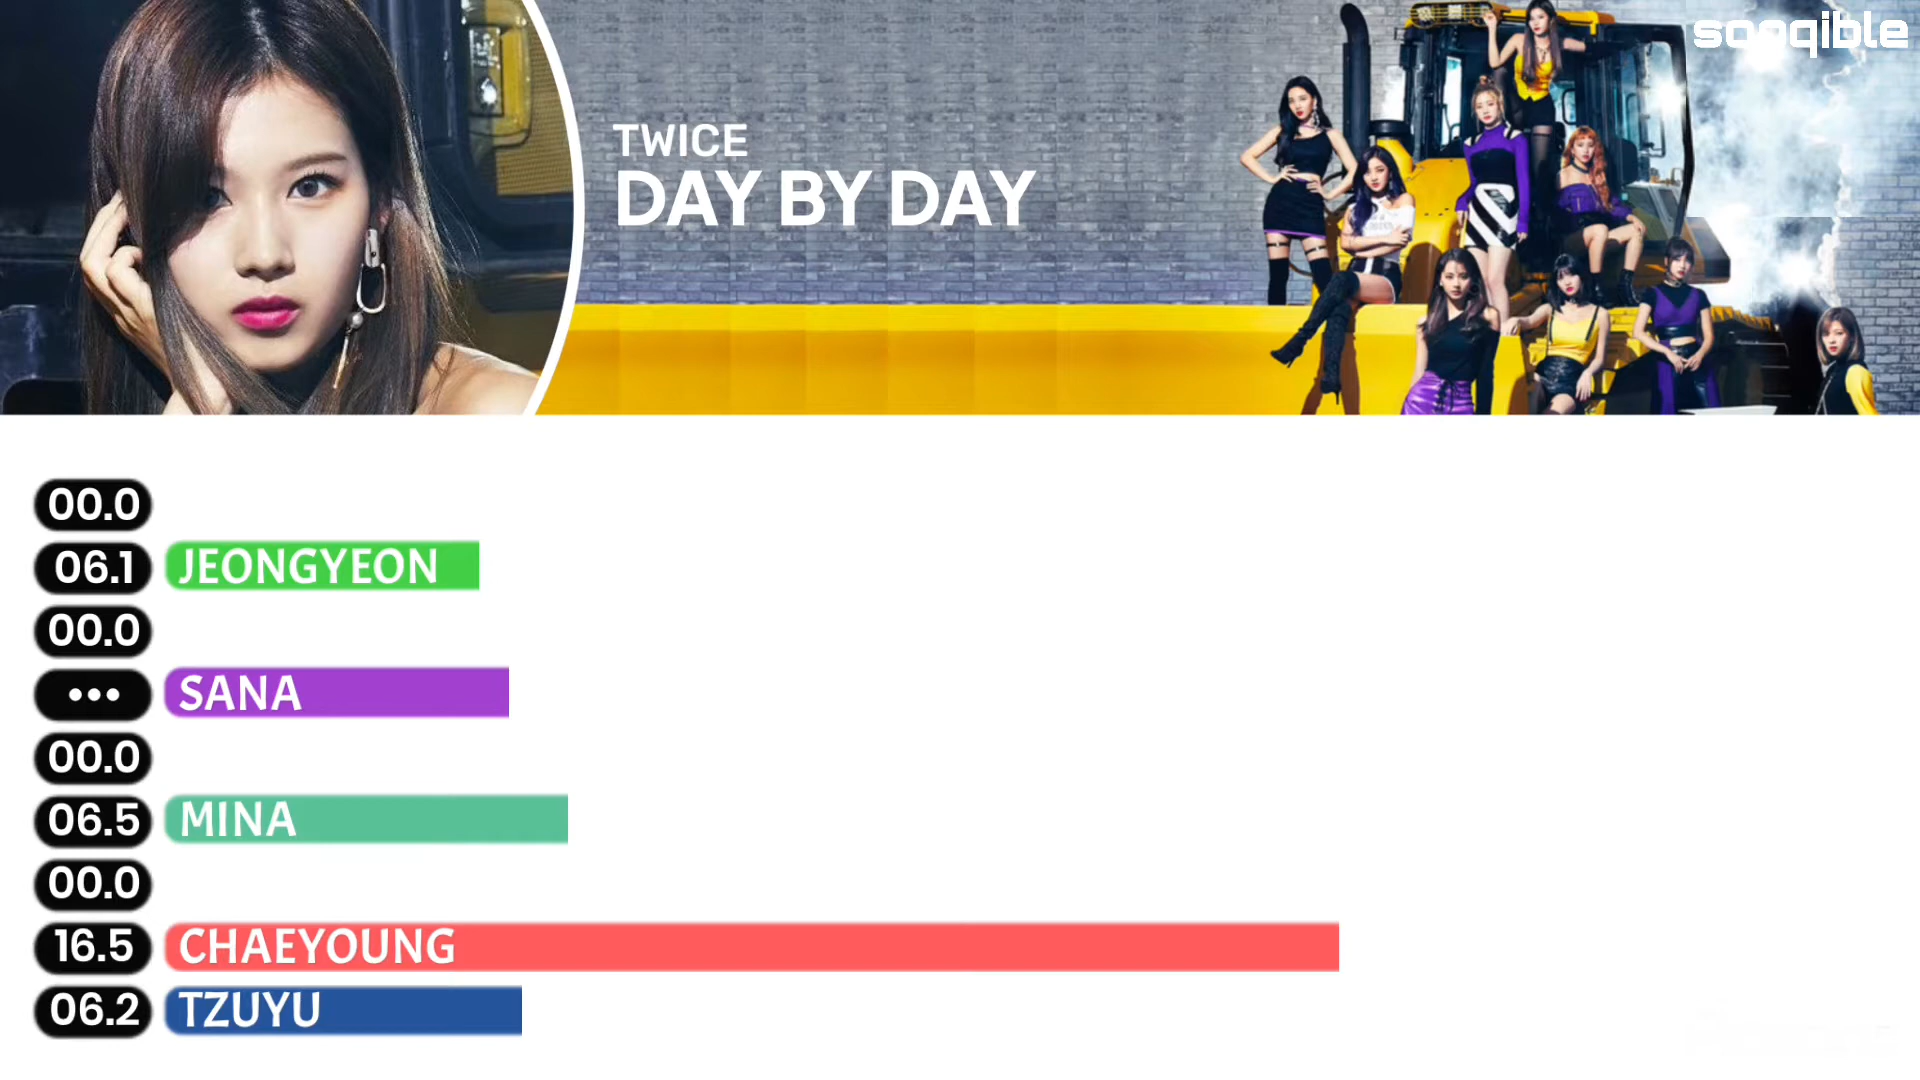 songible
TWICE
DAY BY DAY
00.0
06.1 JEONGYEON
00.0
••• SANA
00.0
06.5 MINA
00.0
16.5 CHAEYOUNG
06.2 TZUYU